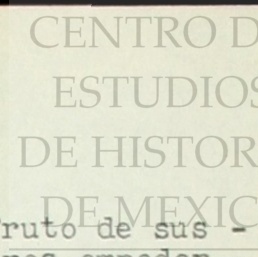 CENTRO D
ESTUDIOS
DE HISTOR
DE MEXIC
ruto de sus -